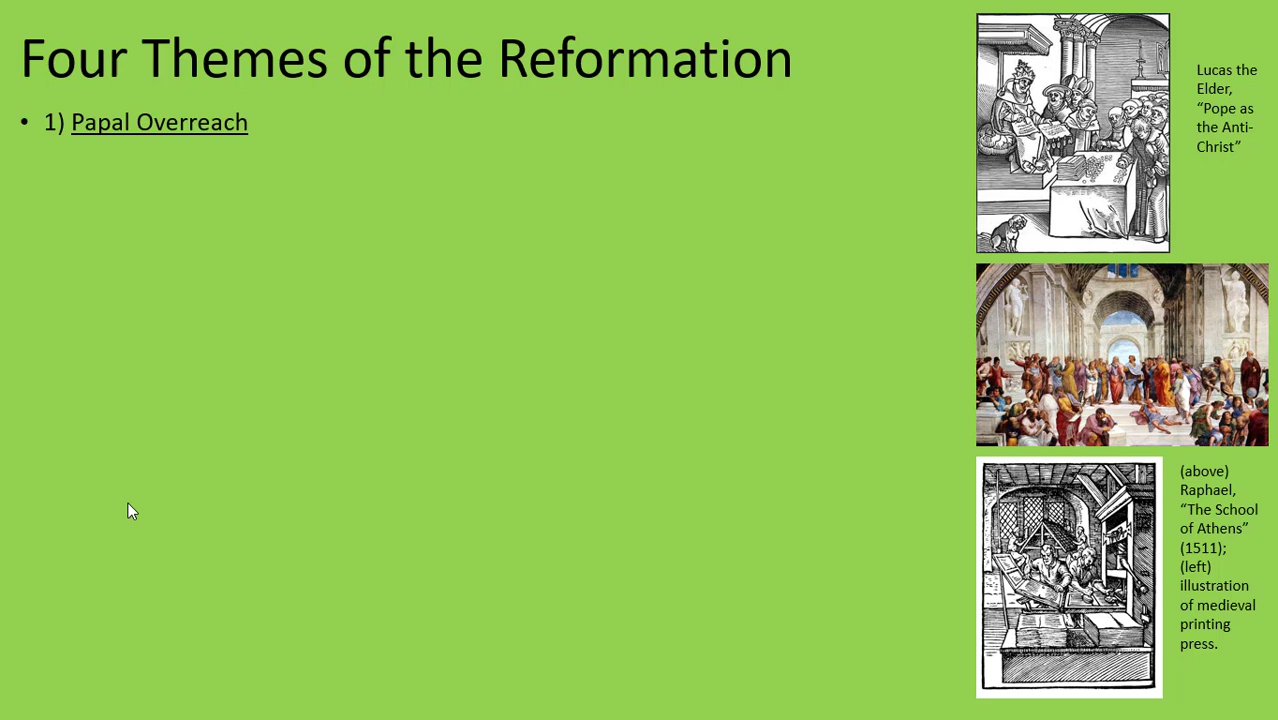 Four Themes of the Reformation
• 1) Papal Overreach
Lucas the
Elder,
“Pope as
the Anti-
Christ”
(above)
Raphael,
“The School
of Athens”
(1511);
(left)
illustration
of medieval
printing
press.